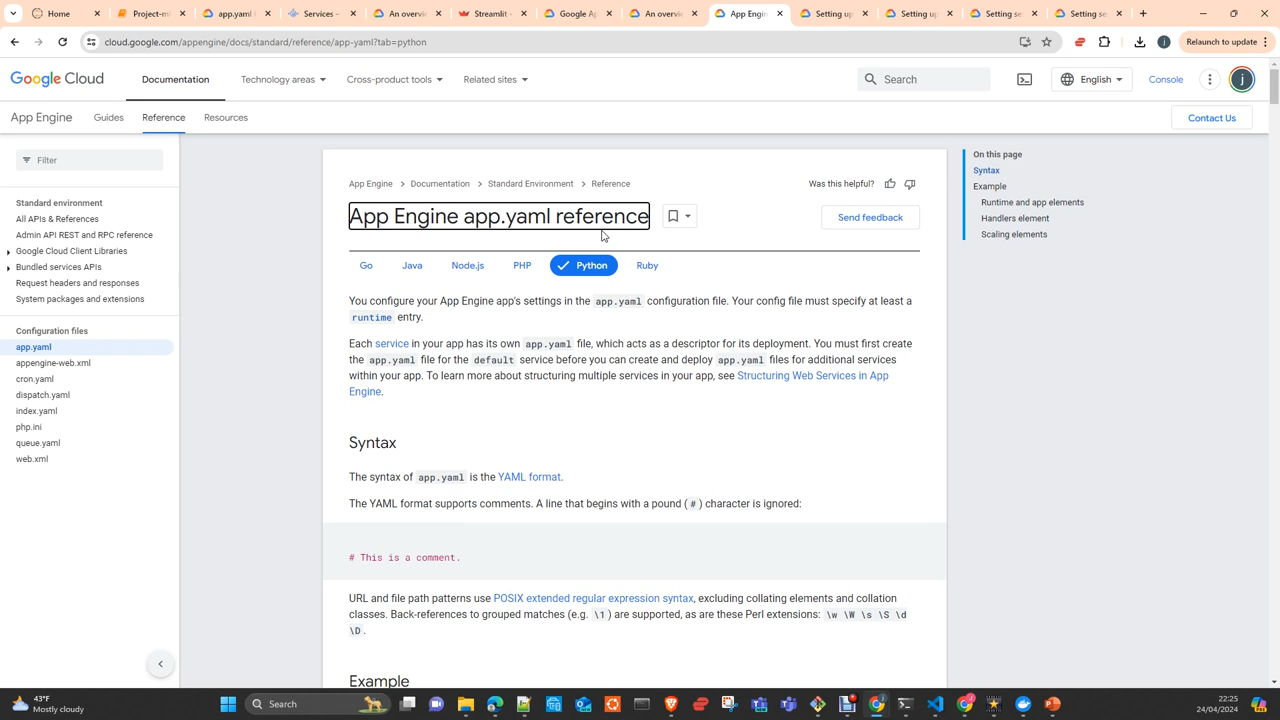 Home
Project-m
app.yaml
Services –
An overvie
Streamlit -
Google Ap
An overvie
App Engin
Setting up
Setting up
Setting se
Setting se
cloud.google.com/appengine/docs/standard/reference/app-yaml?tab=python
Relaunch to update
Google Cloud
Documentation
Technology areas
Cross-product tools
Related sites
Search
English
Console
j
App Engine
Guides
Reference
Resources
Contact Us
Filter
Standard environment
All APIs & References
Admin API REST and RPC reference
Google Cloud Client Libraries
Bundled services APIs
Request headers and responses
System packages and extensions
Configuration files
app.yaml
appengine-web.xml
cron.yaml
dispatch.yaml
index.yaml
php.ini
queue.yaml
web.xml
App Engine > Documentation > Standard Environment > Reference
Was this helpful?
App Engine app.yaml reference
Send feedback
Go
Java
Node.js
PHP
Python
Ruby
You configure your App Engine app's settings in the app.yaml configuration file. Your config file must specify at least a
runtime entry.
Each service in your app has its own app.yaml file, which acts as a descriptor for its deployment. You must first create
the app.yaml file for the default service before you can create and deploy app.yaml files for additional services
within your app. To learn more about structuring multiple services in your app, see Structuring Web Services in App
Engine.
Syntax
The syntax of app.yaml is the YAML format.
The YAML format supports comments. A line that begins with a pound (#) character is ignored:
# This is a comment.
URL and file path patterns use POSIX extended regular expression syntax, excluding collating elements and collation
classes. Back-references to grouped matches (e.g. \1) are supported, as are these Perl extensions: \w \W \s \S \d
\D.
Example
On this page
Syntax
Example
Runtime and app elements
Handlers element
Scaling elements
43°F
Mostly cloudy
Search
22:25
24/04/2024